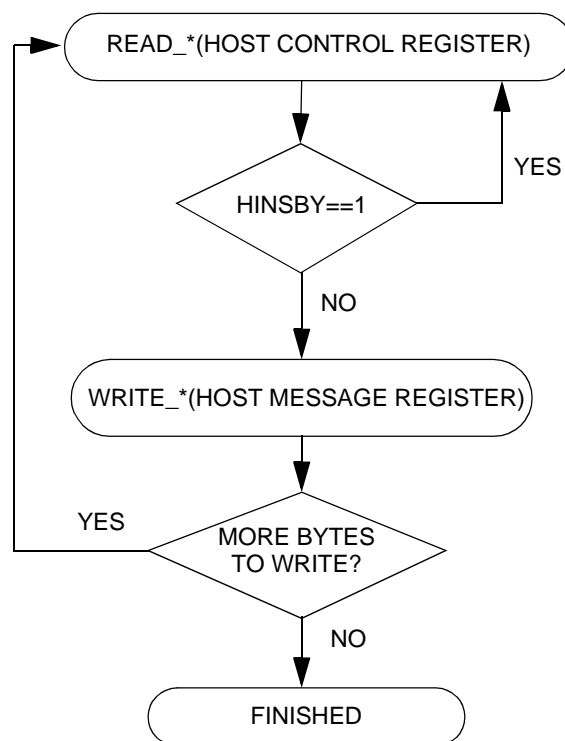 READ_*(HOST CONTROL REGISTER)
YES
HINSBY==1
NO
WRITE_*(HOST MESSAGE REGISTER)
YES
MORE BYTES
TO WRITE?
NO
FINISHED